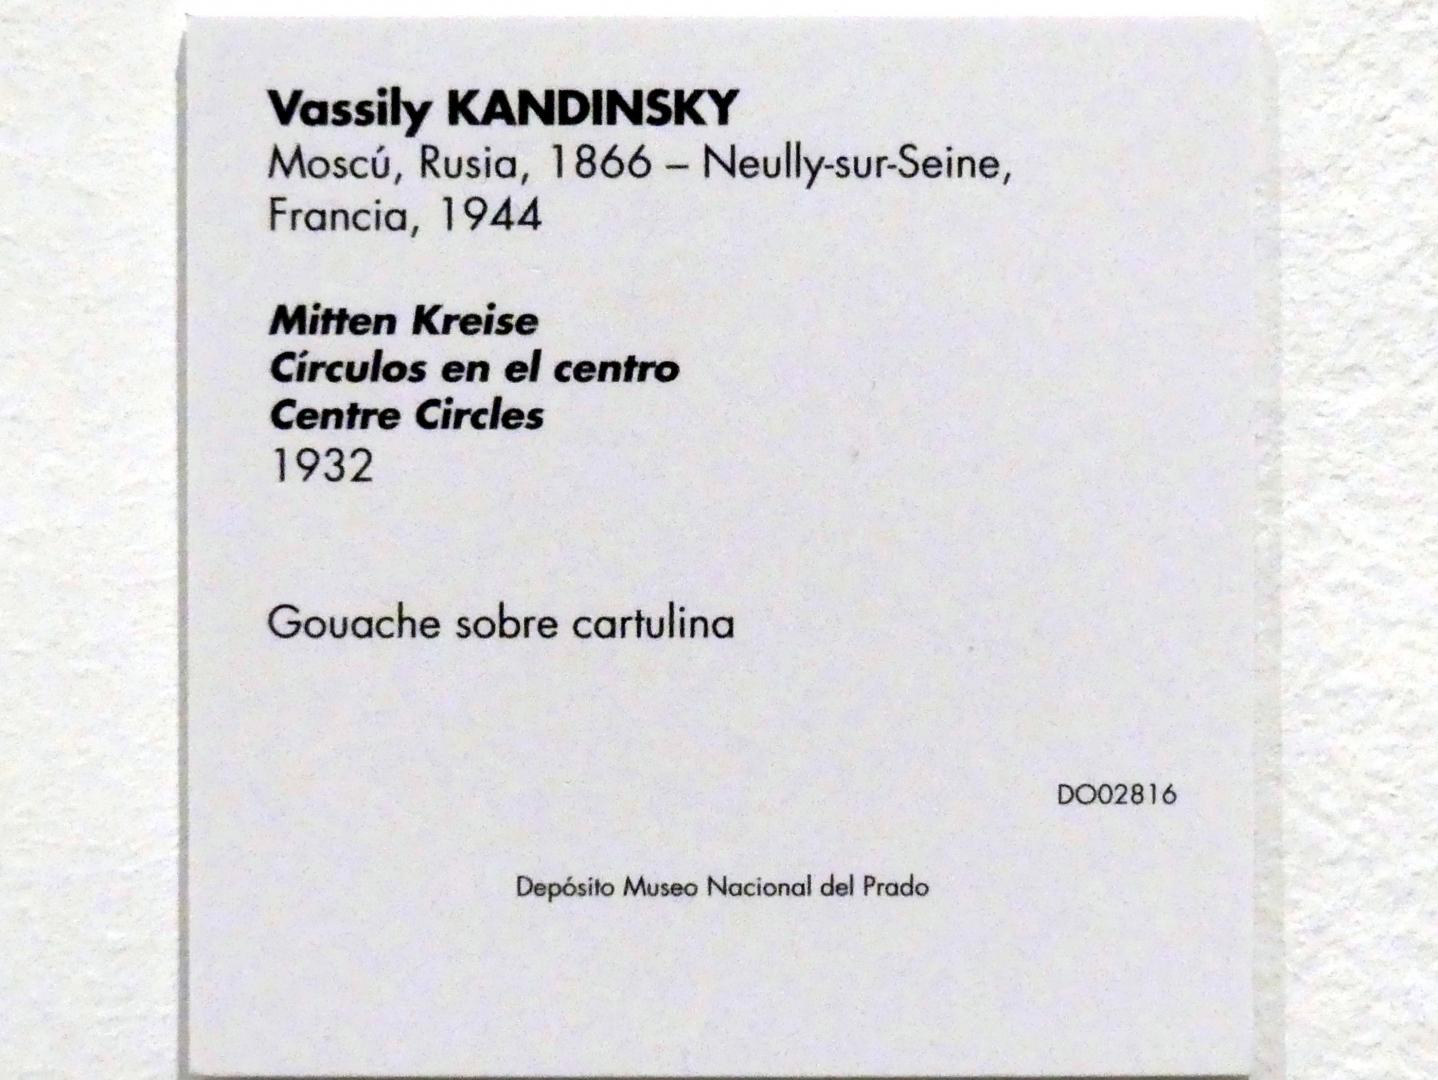 Vassily KANDINSKY
Moscú, Rusia, 1866 – Neully-sur-Seine,
Francia, 1944
Mitten Kreise
Círculos en el centro
Centre Circles
1932
Gouache sobre cartulina
DO02816
Depósito Museo Nacional del Prado